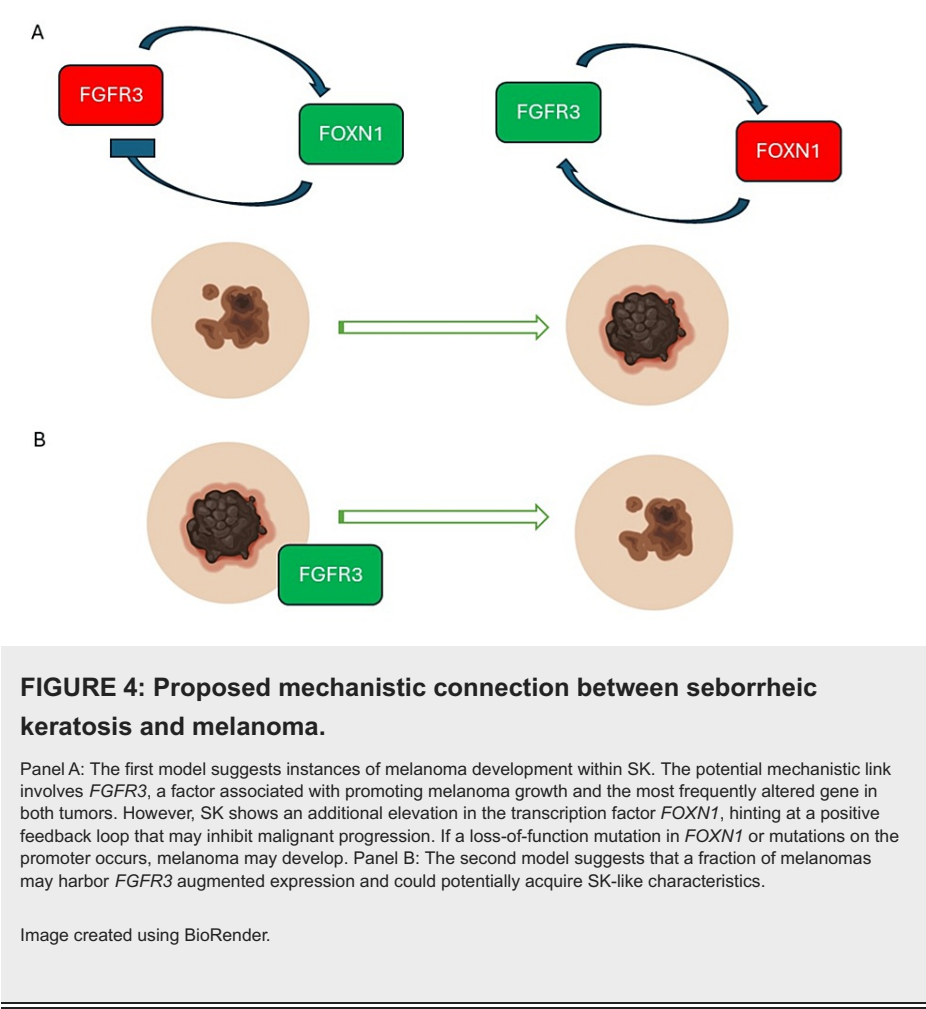 A
FGFR3
FOXN1
FGFR3
FOXN1
B
FGFR3
FIGURE 4: Proposed mechanistic connection between seborrheic
keratosis and melanoma.
Panel A: The first model suggests instances of melanoma development within SK. The potential mechanistic link
involves FGFR3, a factor associated with promoting melanoma growth and the most frequently altered gene in
both tumors. However, SK shows an additional elevation in the transcription factor FOXN1, hinting at a positive
feedback loop that may inhibit malignant progression. If a loss-of-function mutation in FOXN1 or mutations on the
promoter occurs, melanoma may develop. Panel B: The second model suggests that a fraction of melanomas
may harbor FGFR3 augmented expression and could potentially acquire SK-like characteristics.
Image created using BioRender.